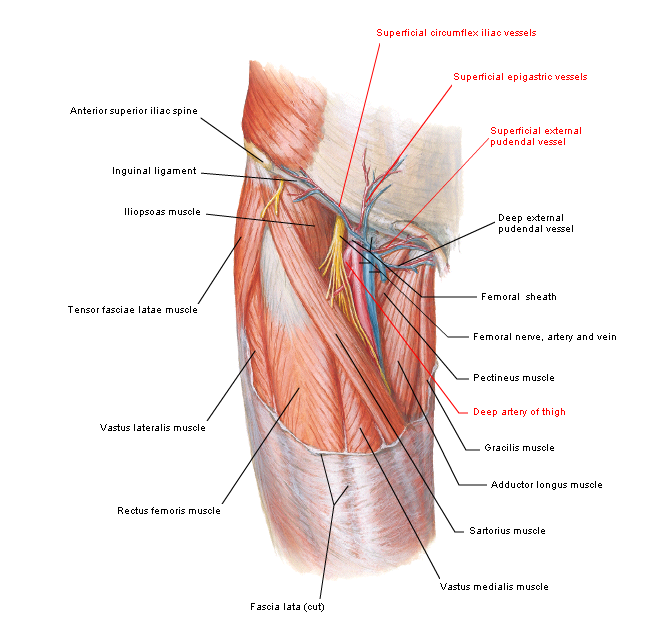 Superficial circumflex iliac vessels
Superficial epigastric vessels
Anterior superior iliac spine
Superficial external
pudendal vessel
Inguinal ligament
Iliopsoas muscle
Deep external
pudendal vessel
Femoral sheath
Tensor fasciae latae muscle
Femoral nerve, artery and vein
Pectineus muscle
Deep artery of thigh
Vastus lateralis muscle
Gracilis muscle
Adductor longus muscle
Rectus femoris muscle
Sartorius muscle
Vastus medialis muscle
Fascia lata (cut)